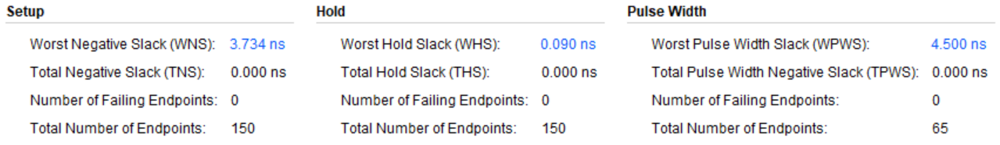 Setup Hold Pulse Width
Worst Negative Slack (WNS): 3.734 ns Worst Hold Slack (WHS): 0.090 ns Worst Pulse Width Slack (WPWS): 4.500 ns
Total Negative Slack (TNS): 0.000 ns Total Hold Slack (THS): 0.000 ns Total Pulse Width Negative Slack (TPWS): 0.000 ns
Number of Failing Endpoints: 0 Number of Failing Endpoints: 0 Number of Failing Endpoints: 0
Total Number of Endpoints: 150 Total Number of Endpoints: 150 Total Number of Endpoints: 65